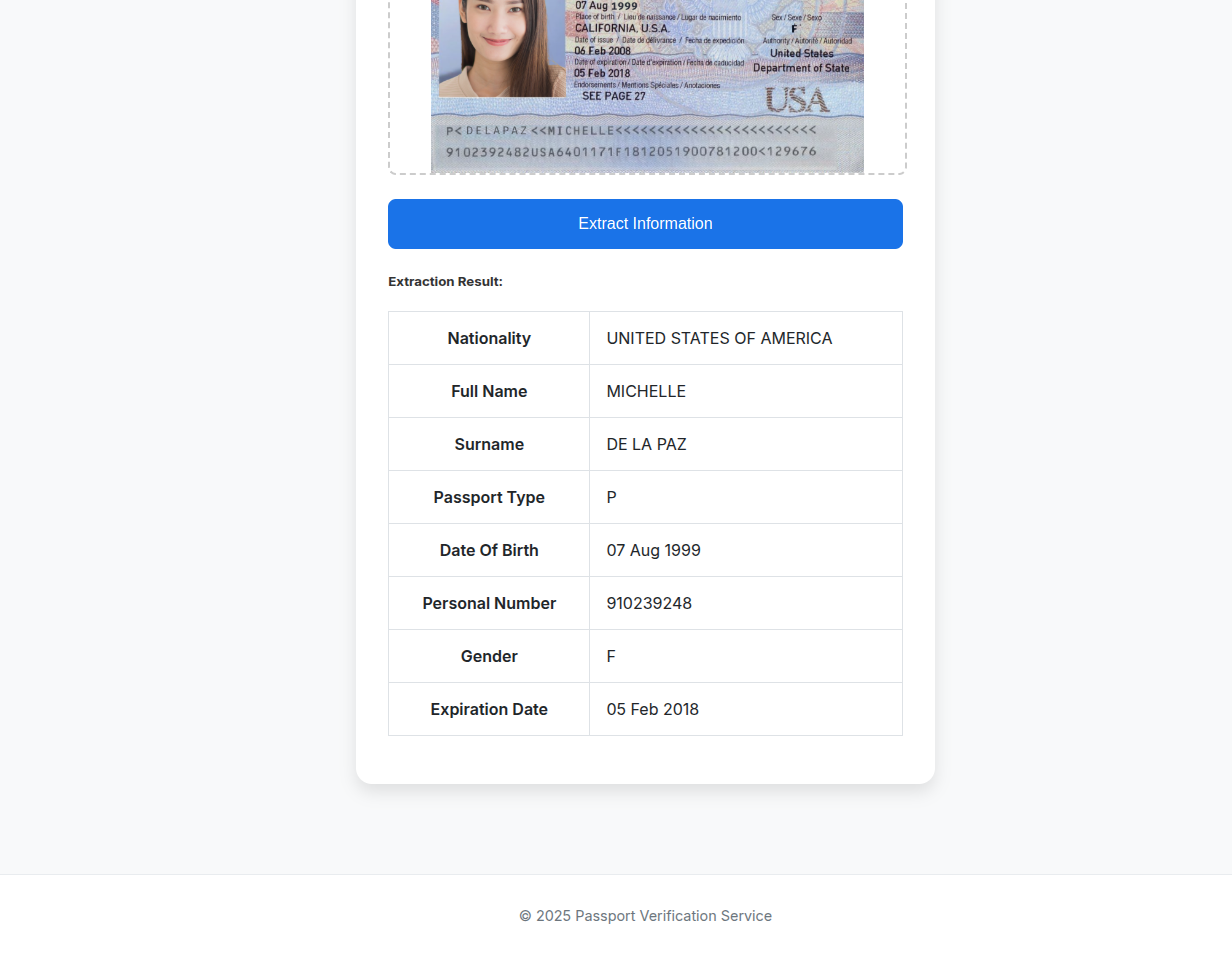 07 Aug 1999
Place of birth / Lieu de naissance / Lugar de nacimiento
Sex / Sexe / Sexo
CALIFORNIA, U.S.A.
F
Date of issue / Date de délivrance / Fecha de expedición
Authority / Autorité / Autoridad
06 Feb 2008
United States
Date of expiration / Date d'expiration / Fecha de caducidad
Department of State
05 Feb 2018
Endorsements / Mentions Spéciales / Anotaciones
SEE PAGE 27
USA
P<DELAPAZ<<MICHELLE<<<<<<<<<<<<<<<<<<<<<<<<<
9102392482USA6401171F1812051900781200<129676
Extract Information
Extraction Result:
Nationality UNITED STATES OF AMERICA
Full Name MICHELLE
Surname DE LA PAZ
Passport Type P
Date Of Birth 07 Aug 1999
Personal Number 910239248
Gender F
Expiration Date 05 Feb 2018
© 2025 Passport Verification Service